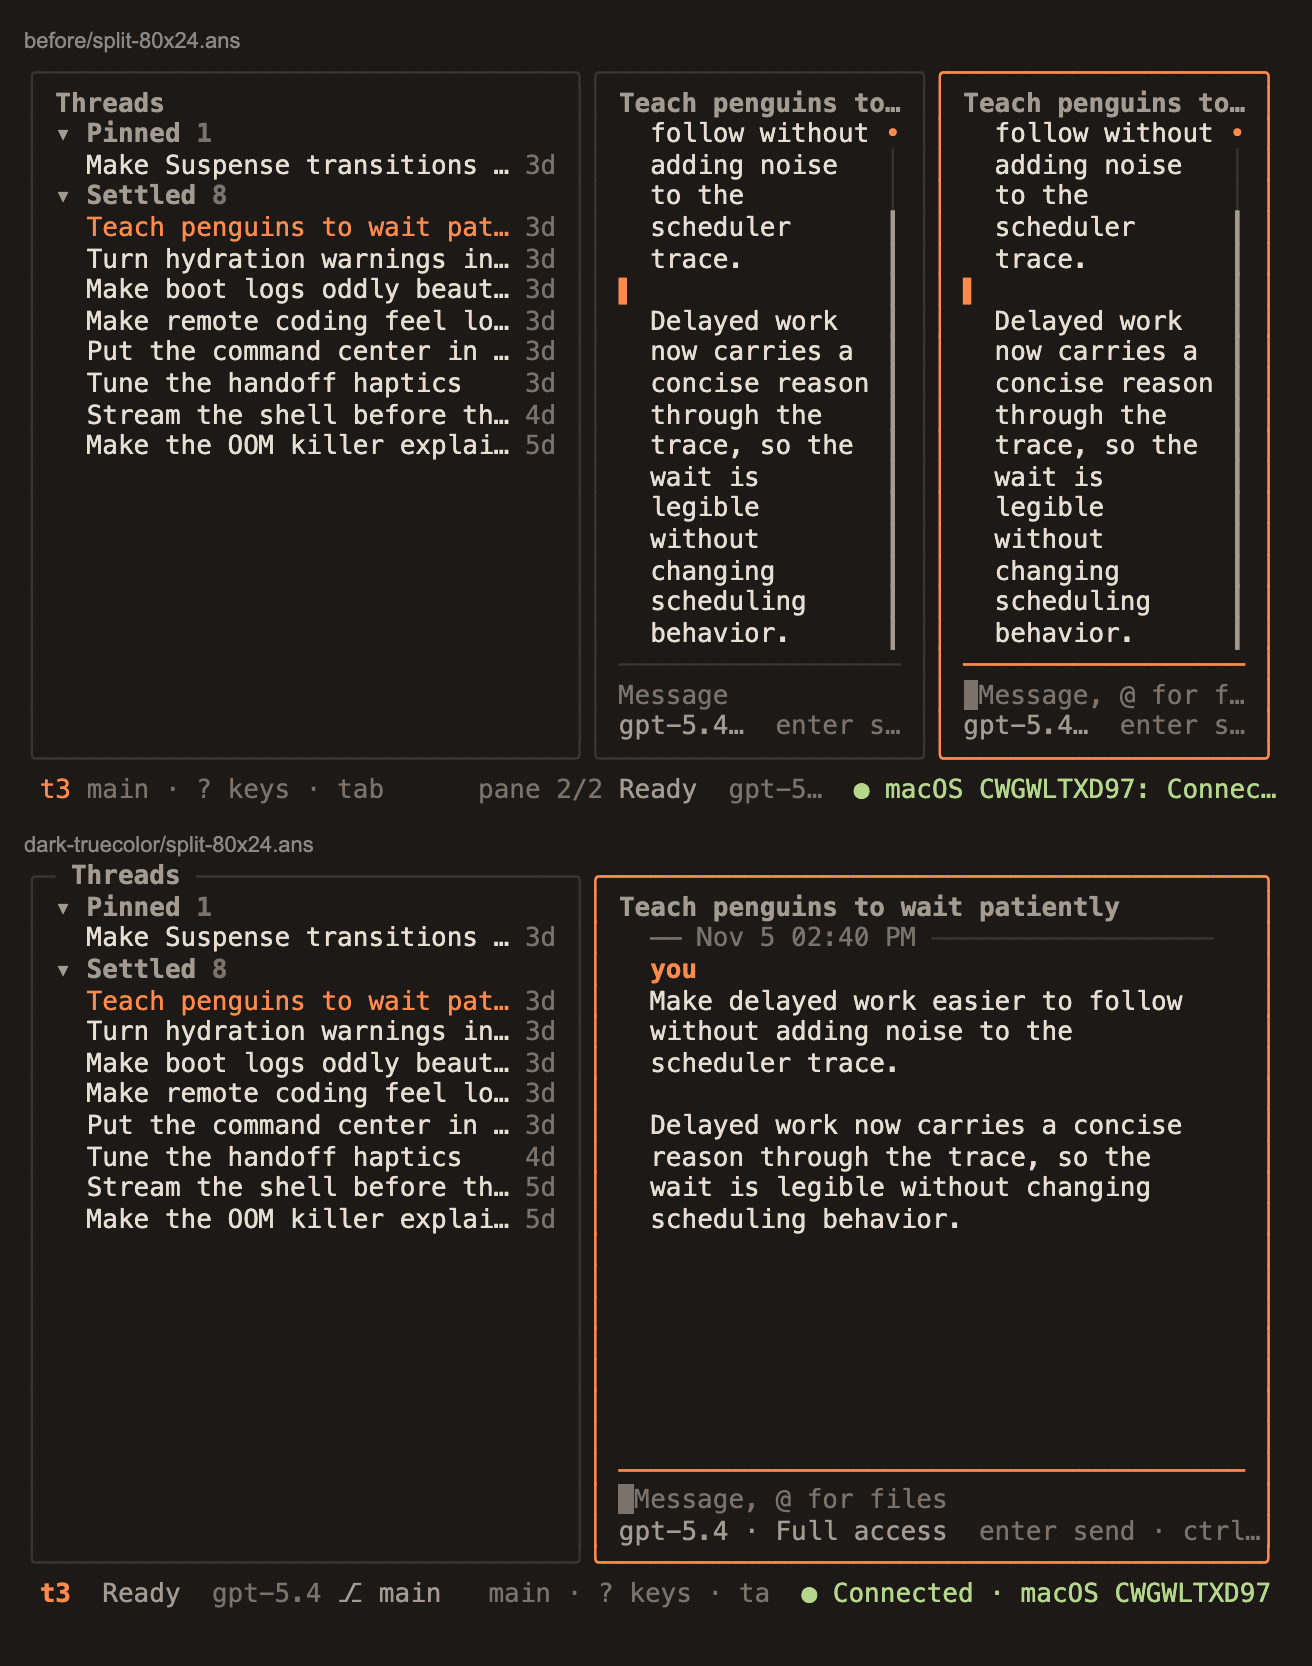 before/split-80x24.ans
Threads
▾ Pinned 1
Make Suspense transitions … 3d
▾ Settled 8
Teach penguins to wait pat… 3d
Turn hydration warnings in… 3d
Make boot logs oddly beaut… 3d
Make remote coding feel lo… 3d
Put the command center in … 3d
Tune the handoff haptics 3d
Stream the shell before th… 4d
Make the OOM killer explai… 5d
Teach penguins to…
follow without •
adding noise
to the
scheduler
trace.
Delayed work
now carries a
concise reason
through the
trace, so the
wait is
legible
without
changing
scheduling
behavior.
Message
gpt-5.4… enter s…
Teach penguins to…
follow without •
adding noise
to the
scheduler
trace.
Delayed work
now carries a
concise reason
through the
trace, so the
wait is
legible
without
changing
scheduling
behavior.
Message, @ for f…
gpt-5.4… enter s…
t3 main · ? keys · tab pane 2/2 Ready gpt-5… ● macOS CWGWLTXD97: Connec…
dark-truecolor/split-80x24.ans
Threads
▾ Pinned 1
Make Suspense transitions … 3d
▾ Settled 8
Teach penguins to wait pat… 3d
Turn hydration warnings in… 3d
Make boot logs oddly beaut… 3d
Make remote coding feel lo… 3d
Put the command center in … 3d
Tune the handoff haptics 4d
Stream the shell before th… 5d
Make the OOM killer explai… 5d
Teach penguins to wait patiently
Nov 5 02:40 PM
you
Make delayed work easier to follow
without adding noise to the
scheduler trace.
Delayed work now carries a concise
reason through the trace, so the
wait is legible without changing
scheduling behavior.
Message, @ for files
gpt-5.4 · Full access enter send · ctrl…
t3 Ready gpt-5.4 ⎇ main main · ? keys · ta ● Connected · macOS CWGWLTXD97